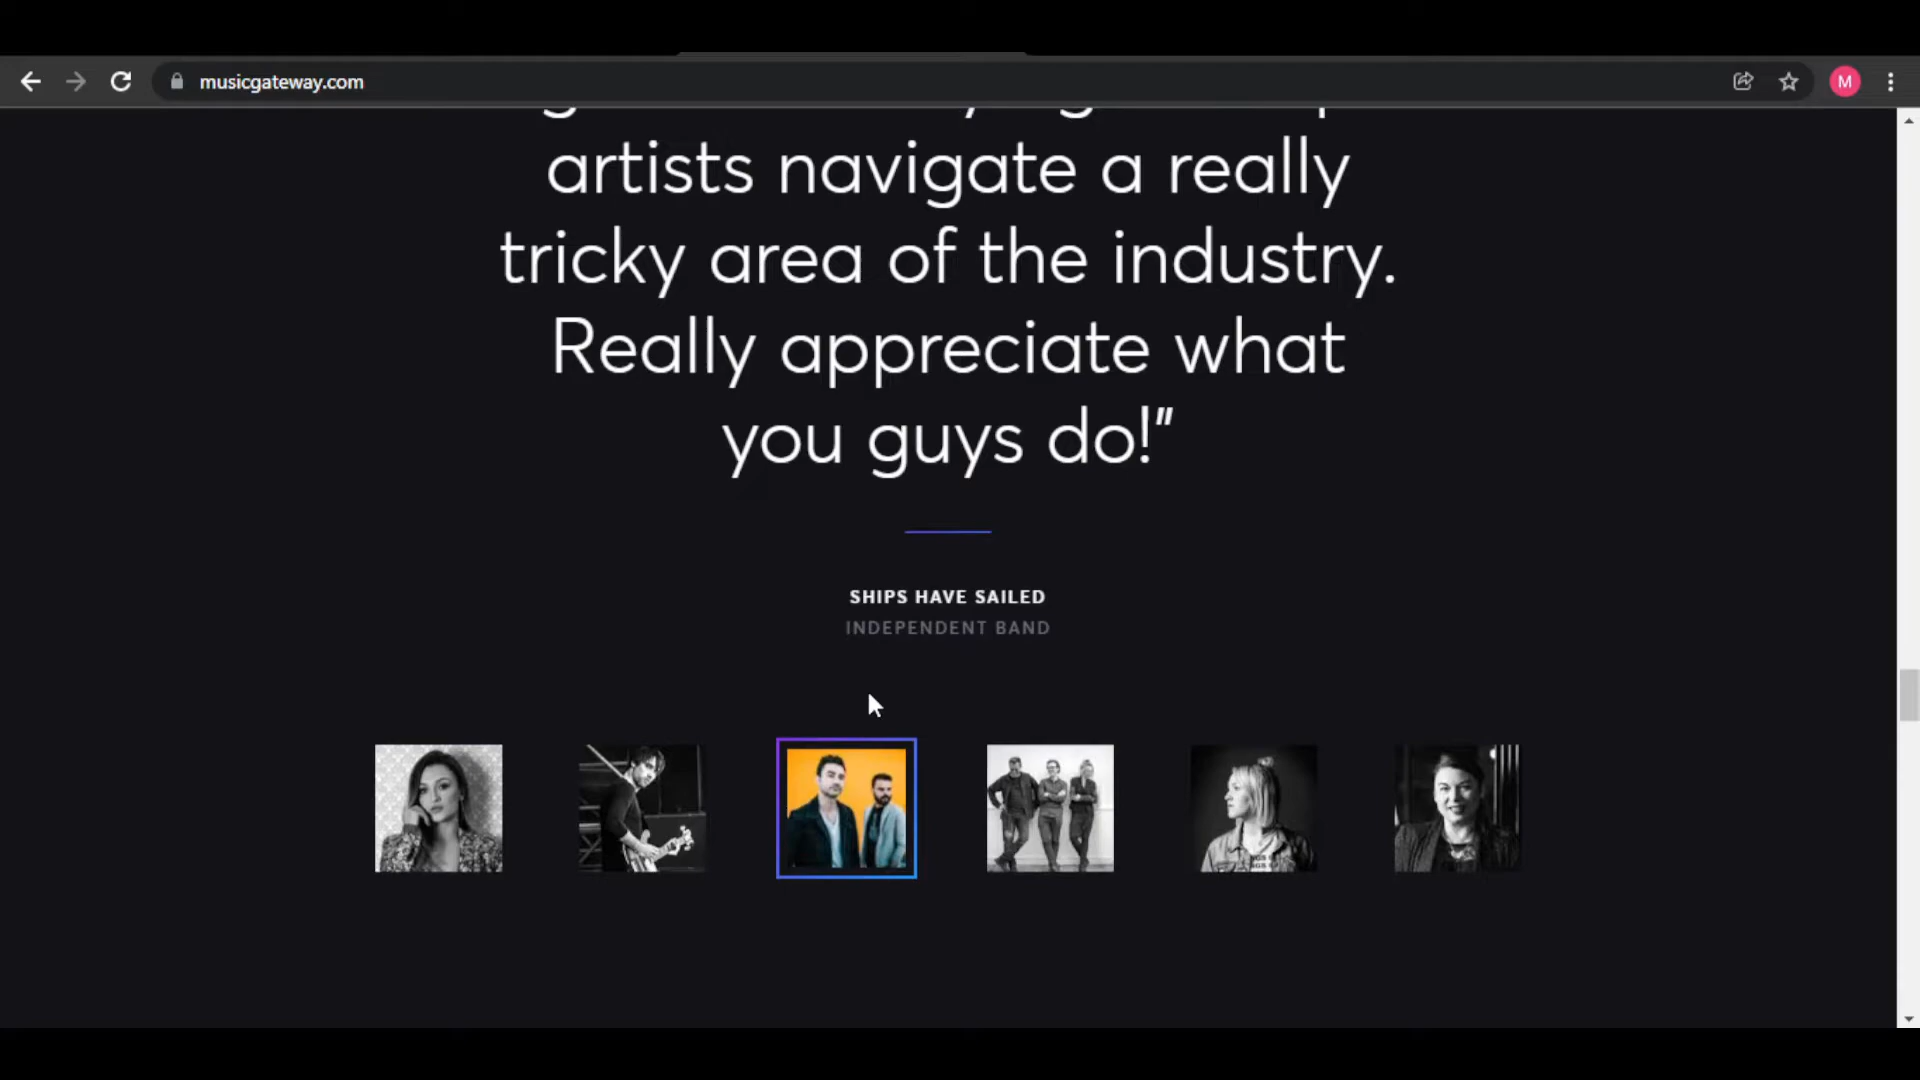 musicgateway.com
M
artists navigate a really
tricky area of the industry.
Really appreciate what
you guys do!"
SHIPS HAVE SAILED
INDEPENDENT BAND